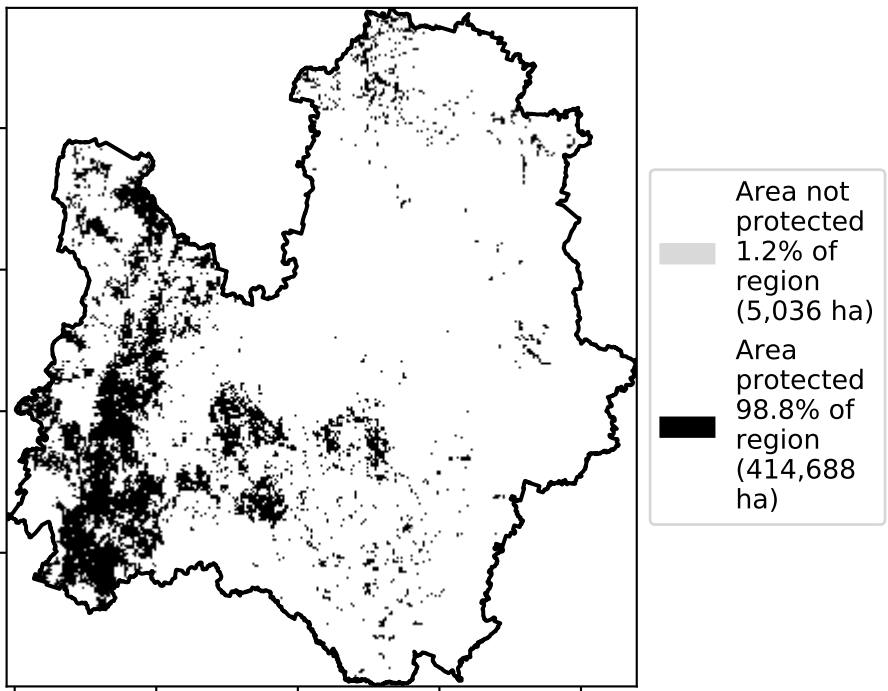 Area not
protected
1.2% of
region
(5,036 ha)
Area
protected
98.8% of
region
(414,688
ha)